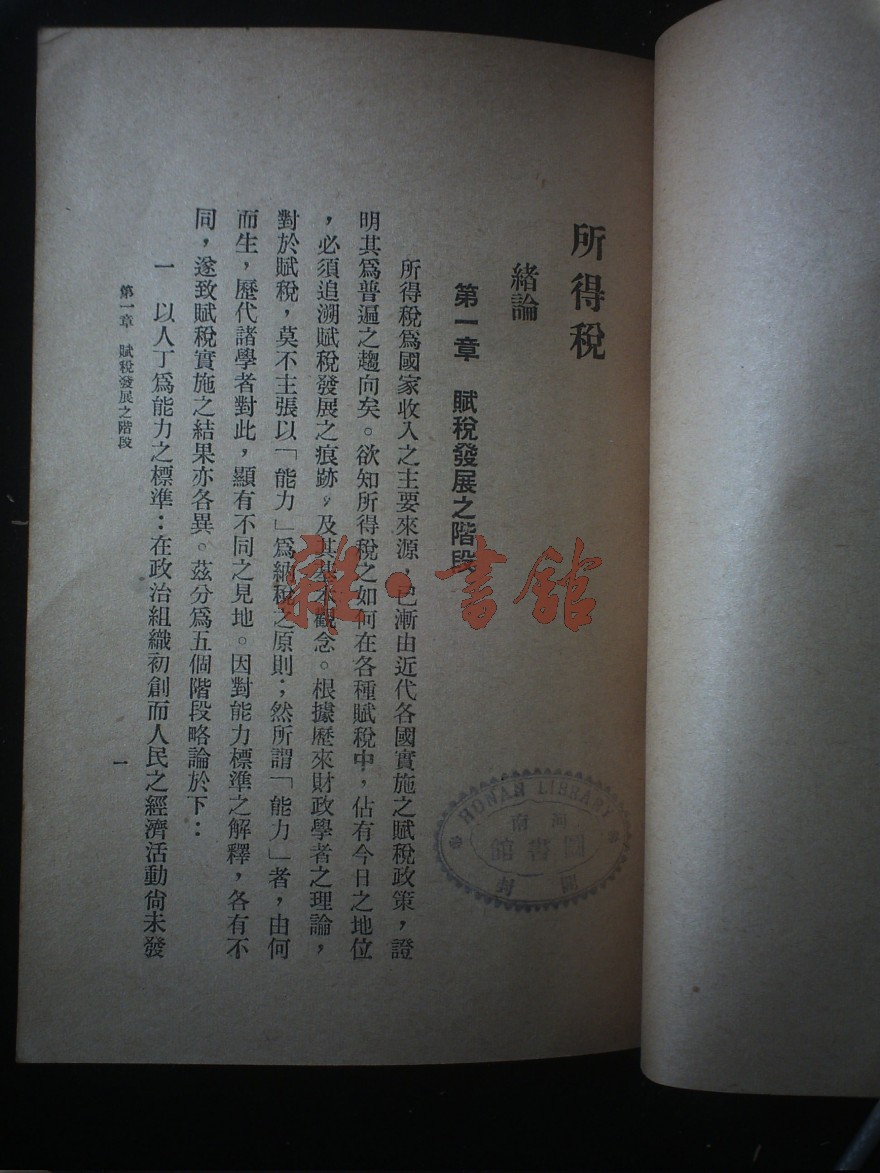 所得稅
緒論
第一章　賦稅發展之階段
所得稅爲國家收入之主要來源，已漸由近代各國實施之賦稅政策，證
明其爲普遍之趨向矣。欲知所得稅之如何在各種賦稅中，佔有今日之地位
，必須追溯賦稅發展之痕跡，及其基本觀念。根據歷來財政學者之理論，
對於賦稅，莫不主張以「能力」爲納稅之原則；然所謂「能力」者，由何
而生，歷代諸學者對此，顯有不同之見地。因對能力標準之解釋，各有不
同，遂致賦稅實施之結果亦各異。茲分爲五個階段略論於下：
一　以人丁爲能力之標準：在政治組織初創而人民之經濟活動尙未發
第一章　賦稅發展之階段
一
雜·書館
HONAN LIBRARY
河南
圖書館
開封